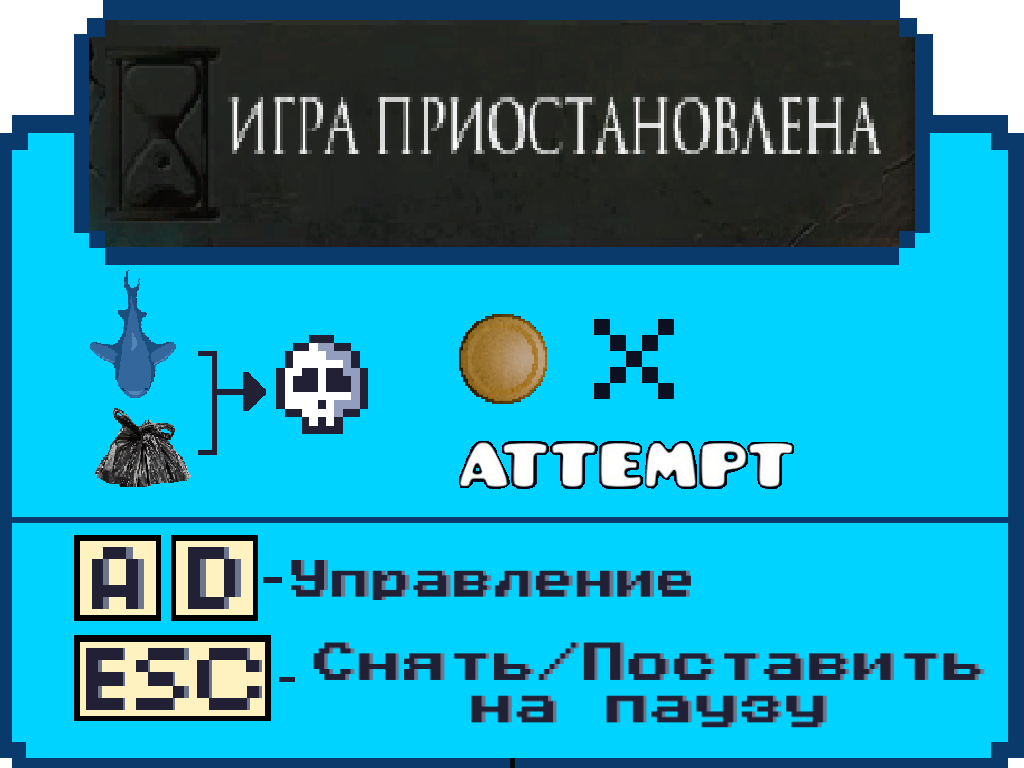 ИГРА ПРИОСТАНОВЛЕНА
ATTEMPT
A D -Управление
ESC - Снять/Поставить
на паузу